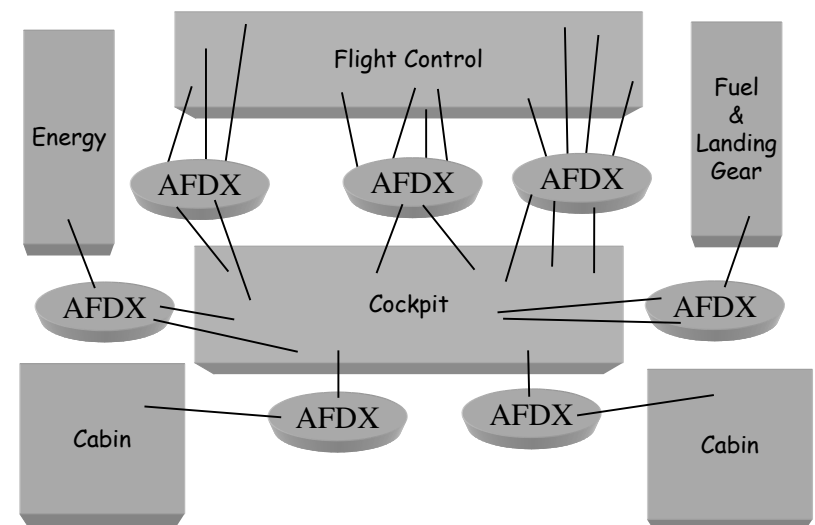 Flight Control
Energy
Fuel
&
Landing
Gear
AFDX
AFDX
AFDX
AFDX
Cockpit
AFDX
AFDX
AFDX
Cabin
Cabin